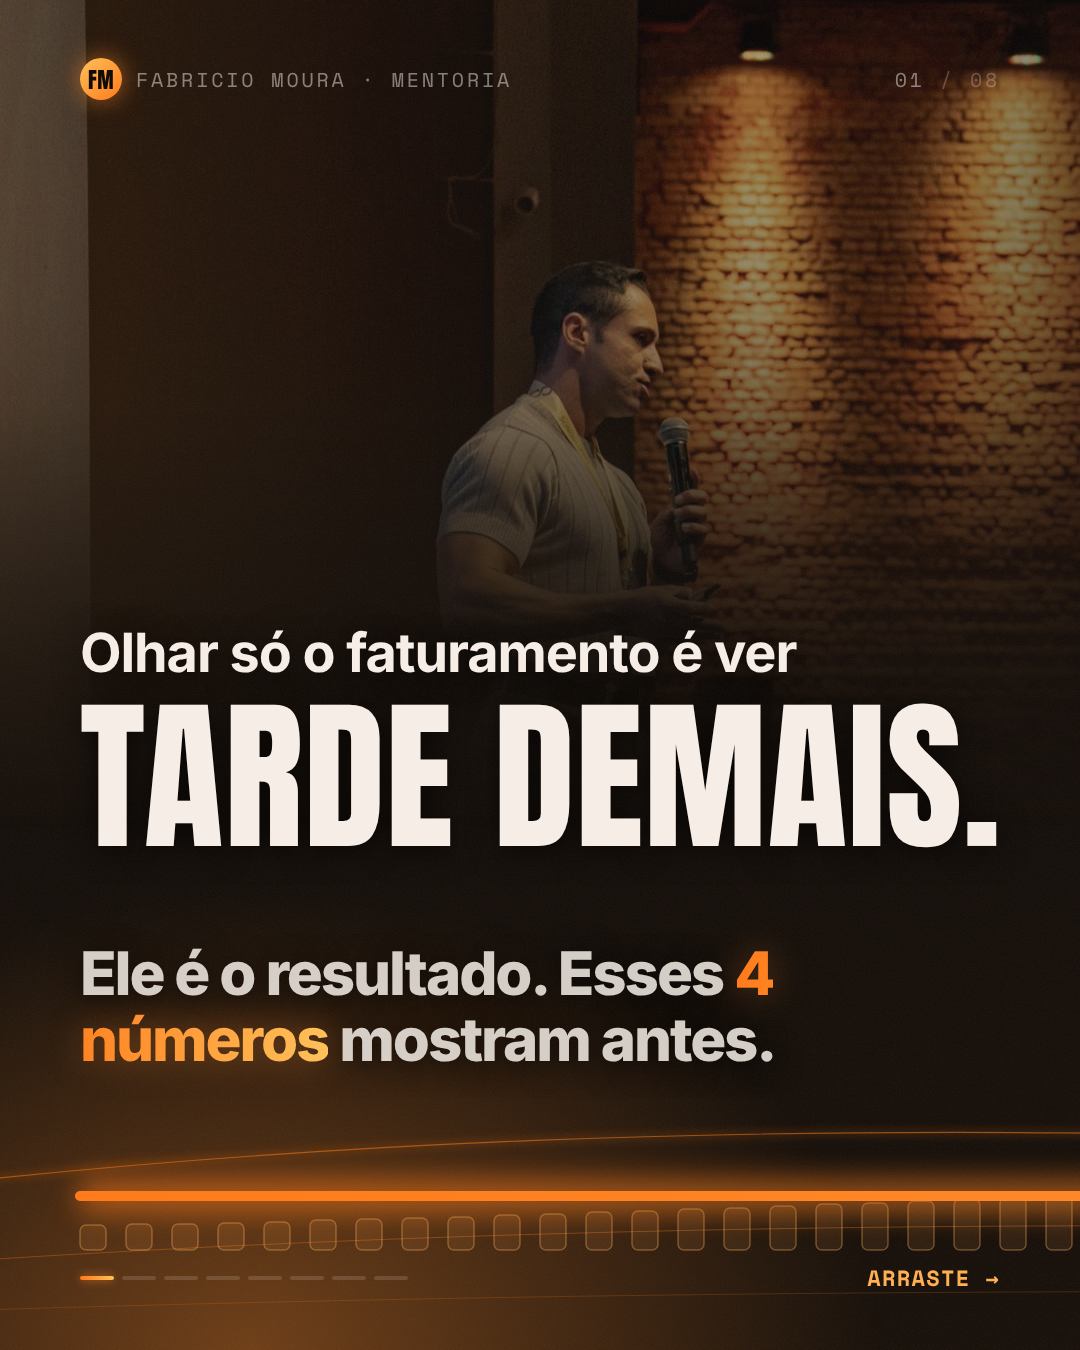 FM FABRICIO MOURA · MENTORIA 01 / 08
Olhar só o faturamento é ver
TARDE DEMAIS.
Ele é o resultado. Esses 4
números mostram antes.
ARRASTE →